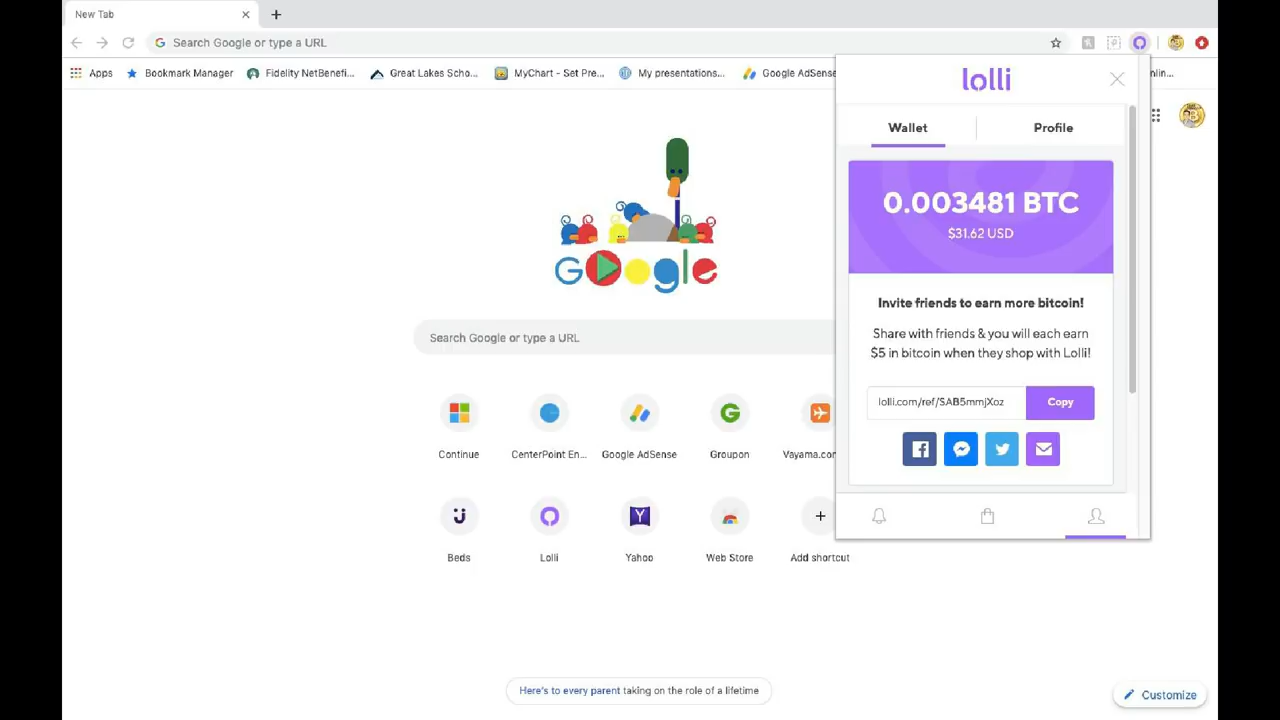 New Tab
Search Google or type a URL
Apps
Bookmark Manager
Fidelity NetBenefi...
Great Lakes Scho...
MyChart - Set Pre...
My presentations...
Google AdSense
nlin...
lolli
Wallet
Profile
0.003481 BTC
$31.62 USD
Invite friends to earn more bitcoin!
Share with friends & you will each earn
$5 in bitcoin when they shop with Lolli!
lolli.com/ref/SAB5mmjXoz
Copy
Google
Search Google or type a URL
Continue
CenterPoint En...
Google AdSense
Groupon
Vayama.com
Beds
Lolli
Yahoo
Web Store
Add shortcut
Here's to every parent taking on the role of a lifetime
Customize